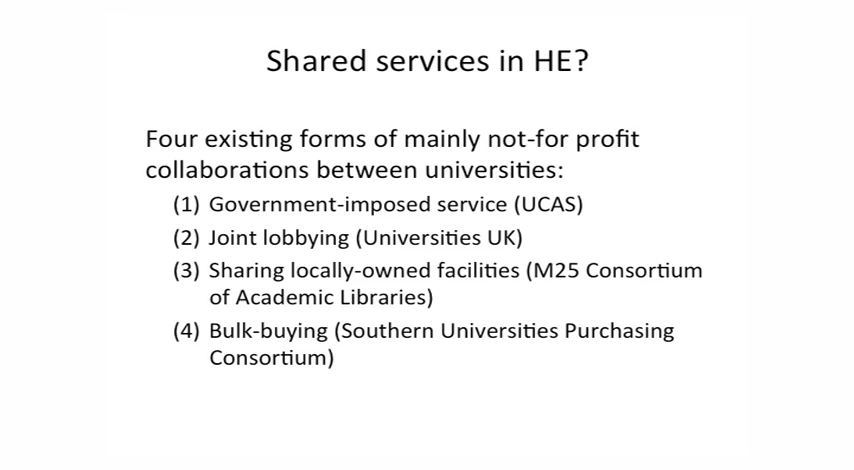 Shared services in HE?
Four existing forms of mainly not-for profit
collaborations between universities:
(1) Government-imposed service (UCAS)
(2) Joint lobbying (Universities UK)
(3) Sharing locally-owned facilities (M25 Consortium
of Academic Libraries)
(4) Bulk-buying (Southern Universities Purchasing
Consortium)